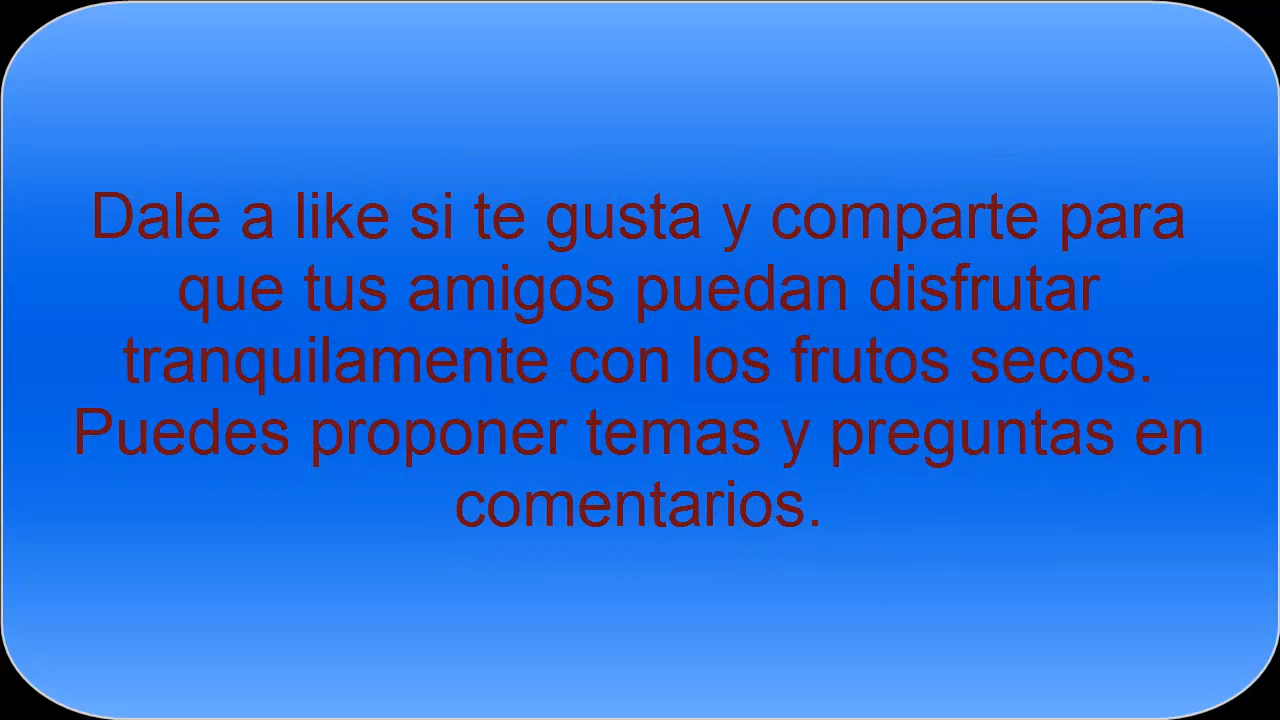 Dale a like si te gusta y comparte para
que tus amigos puedan disfrutar
tranquilamente con los frutos secos.
Puedes proponer temas y preguntas en
comentarios.